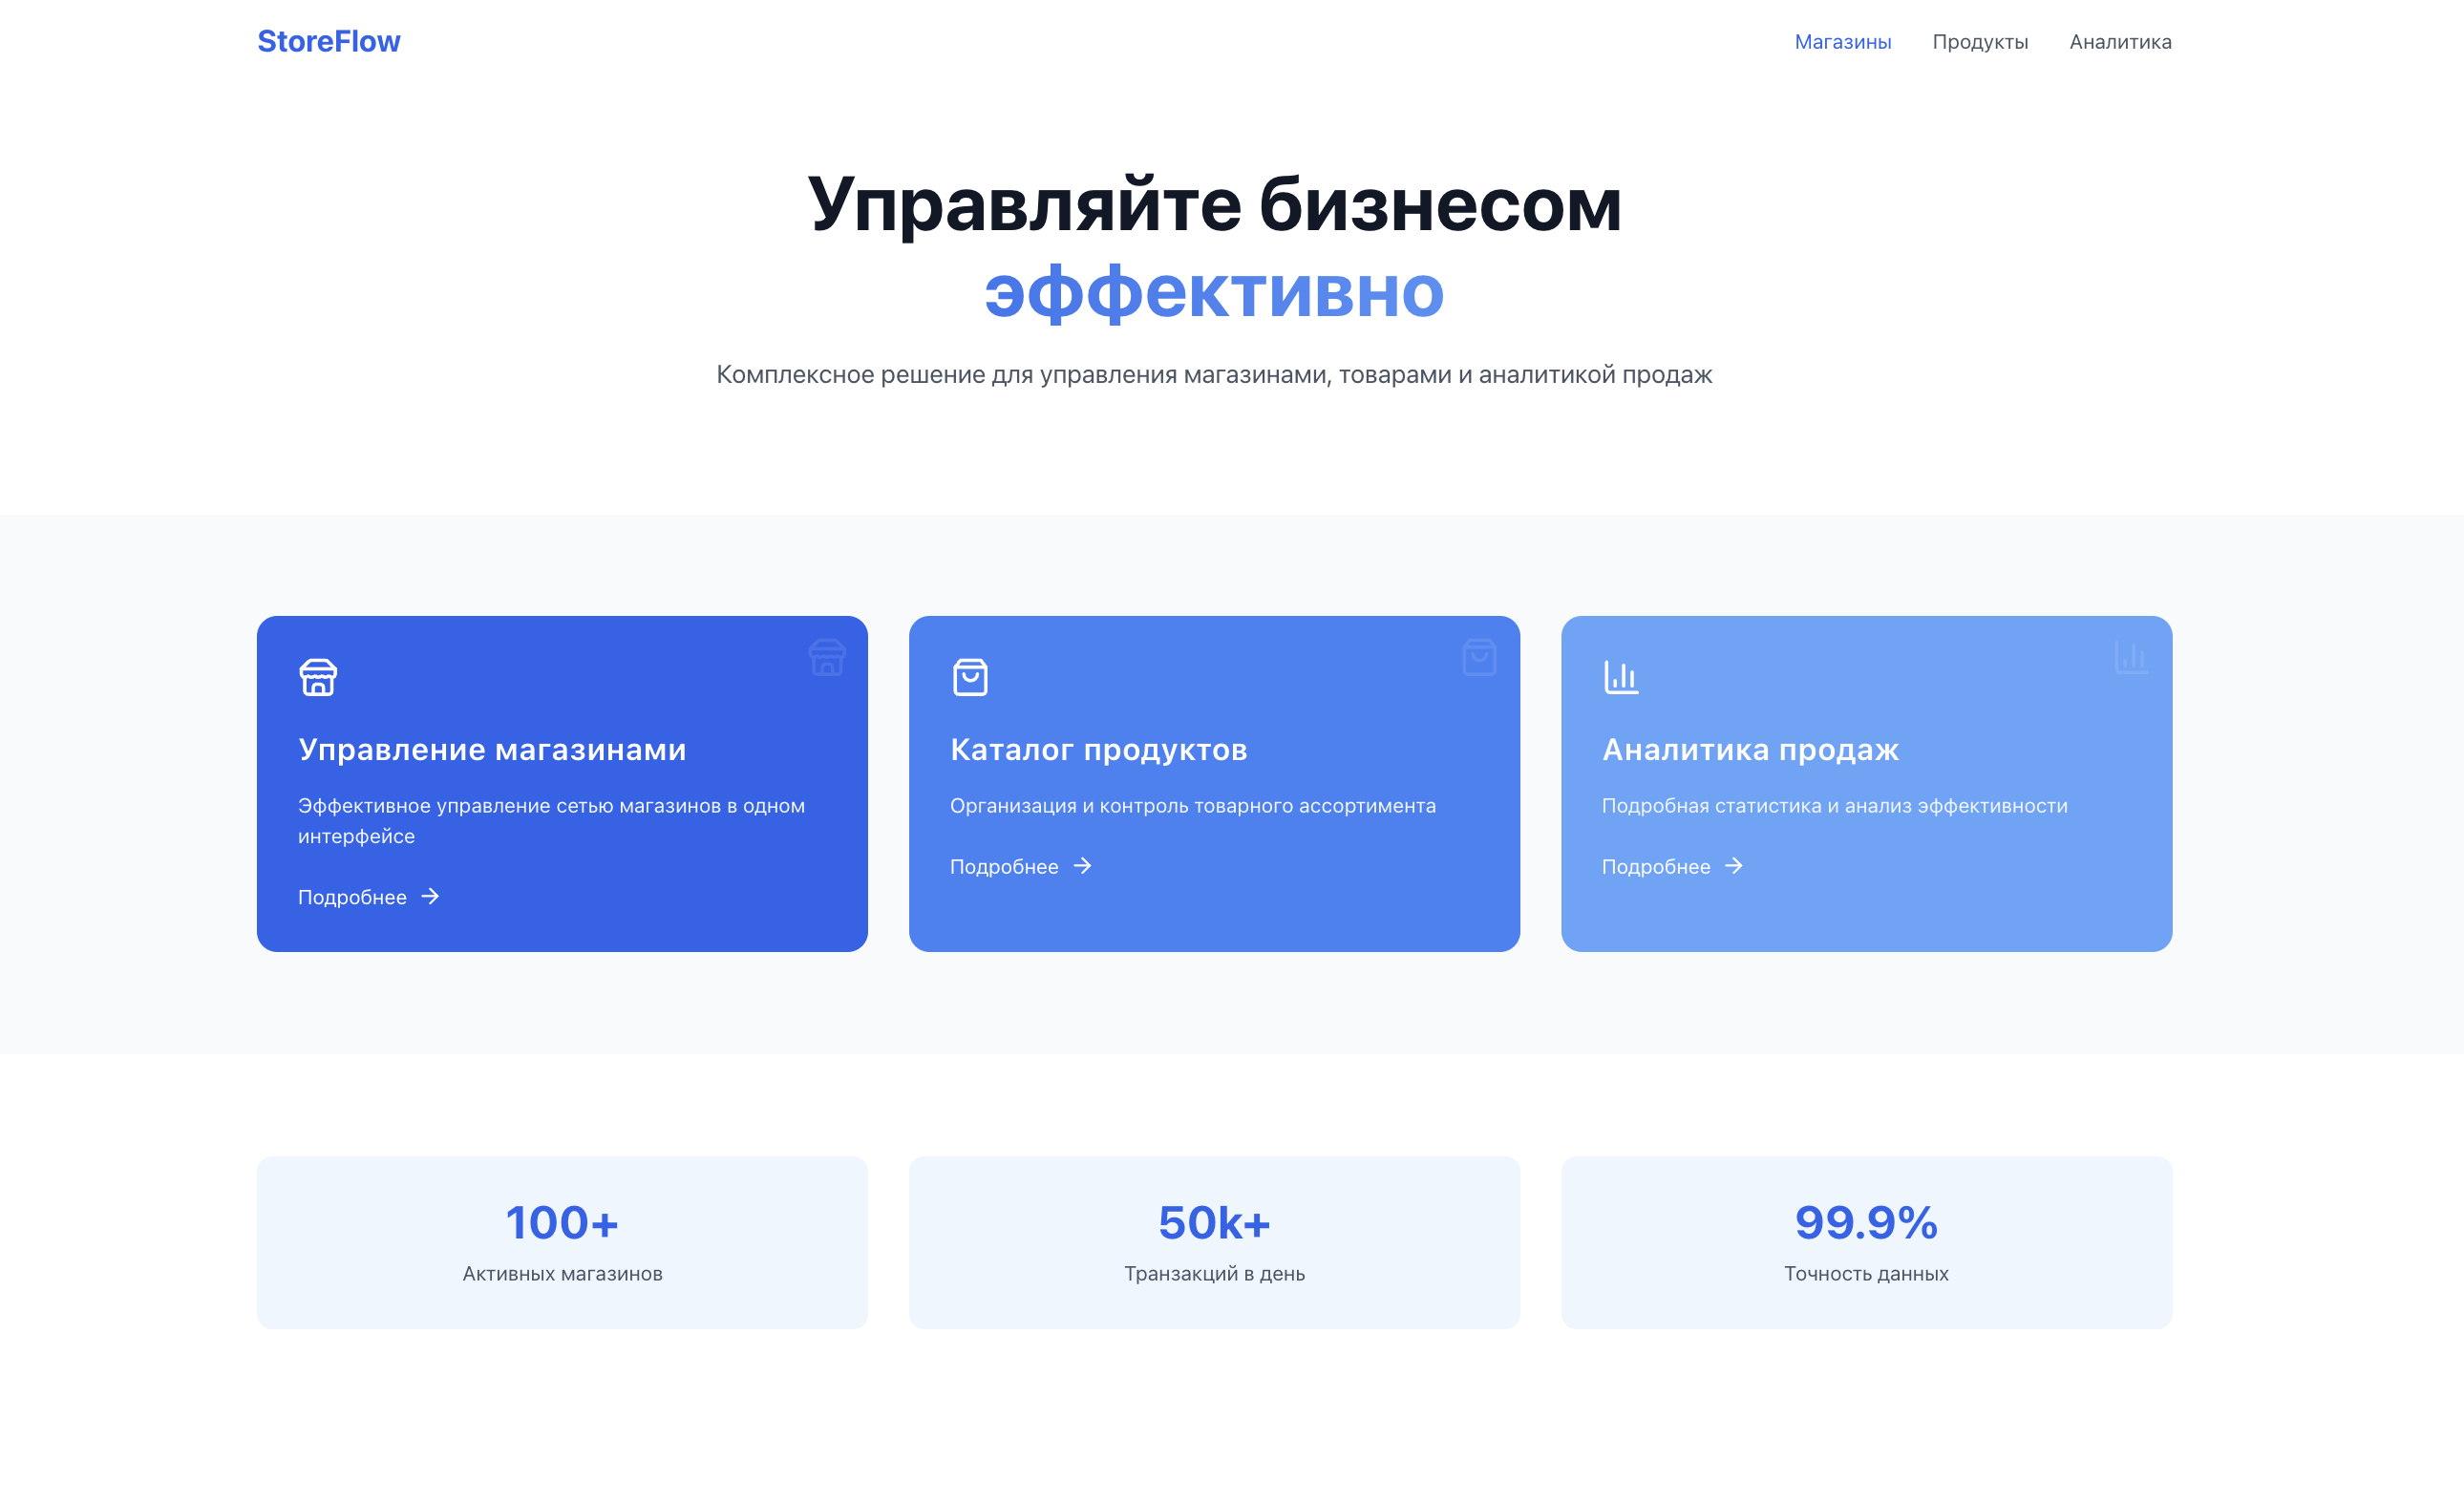 StoreFlow
Магазины
Продукты
Аналитика
Управляйте бизнесом
эффективно
Комплексное решение для управления магазинами, товарами и аналитикой продаж
Управление магазинами
Эффективное управление сетью магазинов в одном
интерфейсе
Подробнее
Каталог продуктов
Организация и контроль товарного ассортимента
Подробнее
Аналитика продаж
Подробная статистика и анализ эффективности
Подробнее
100+
Активных магазинов
50k+
Транзакций в день
99.9%
Точность данных